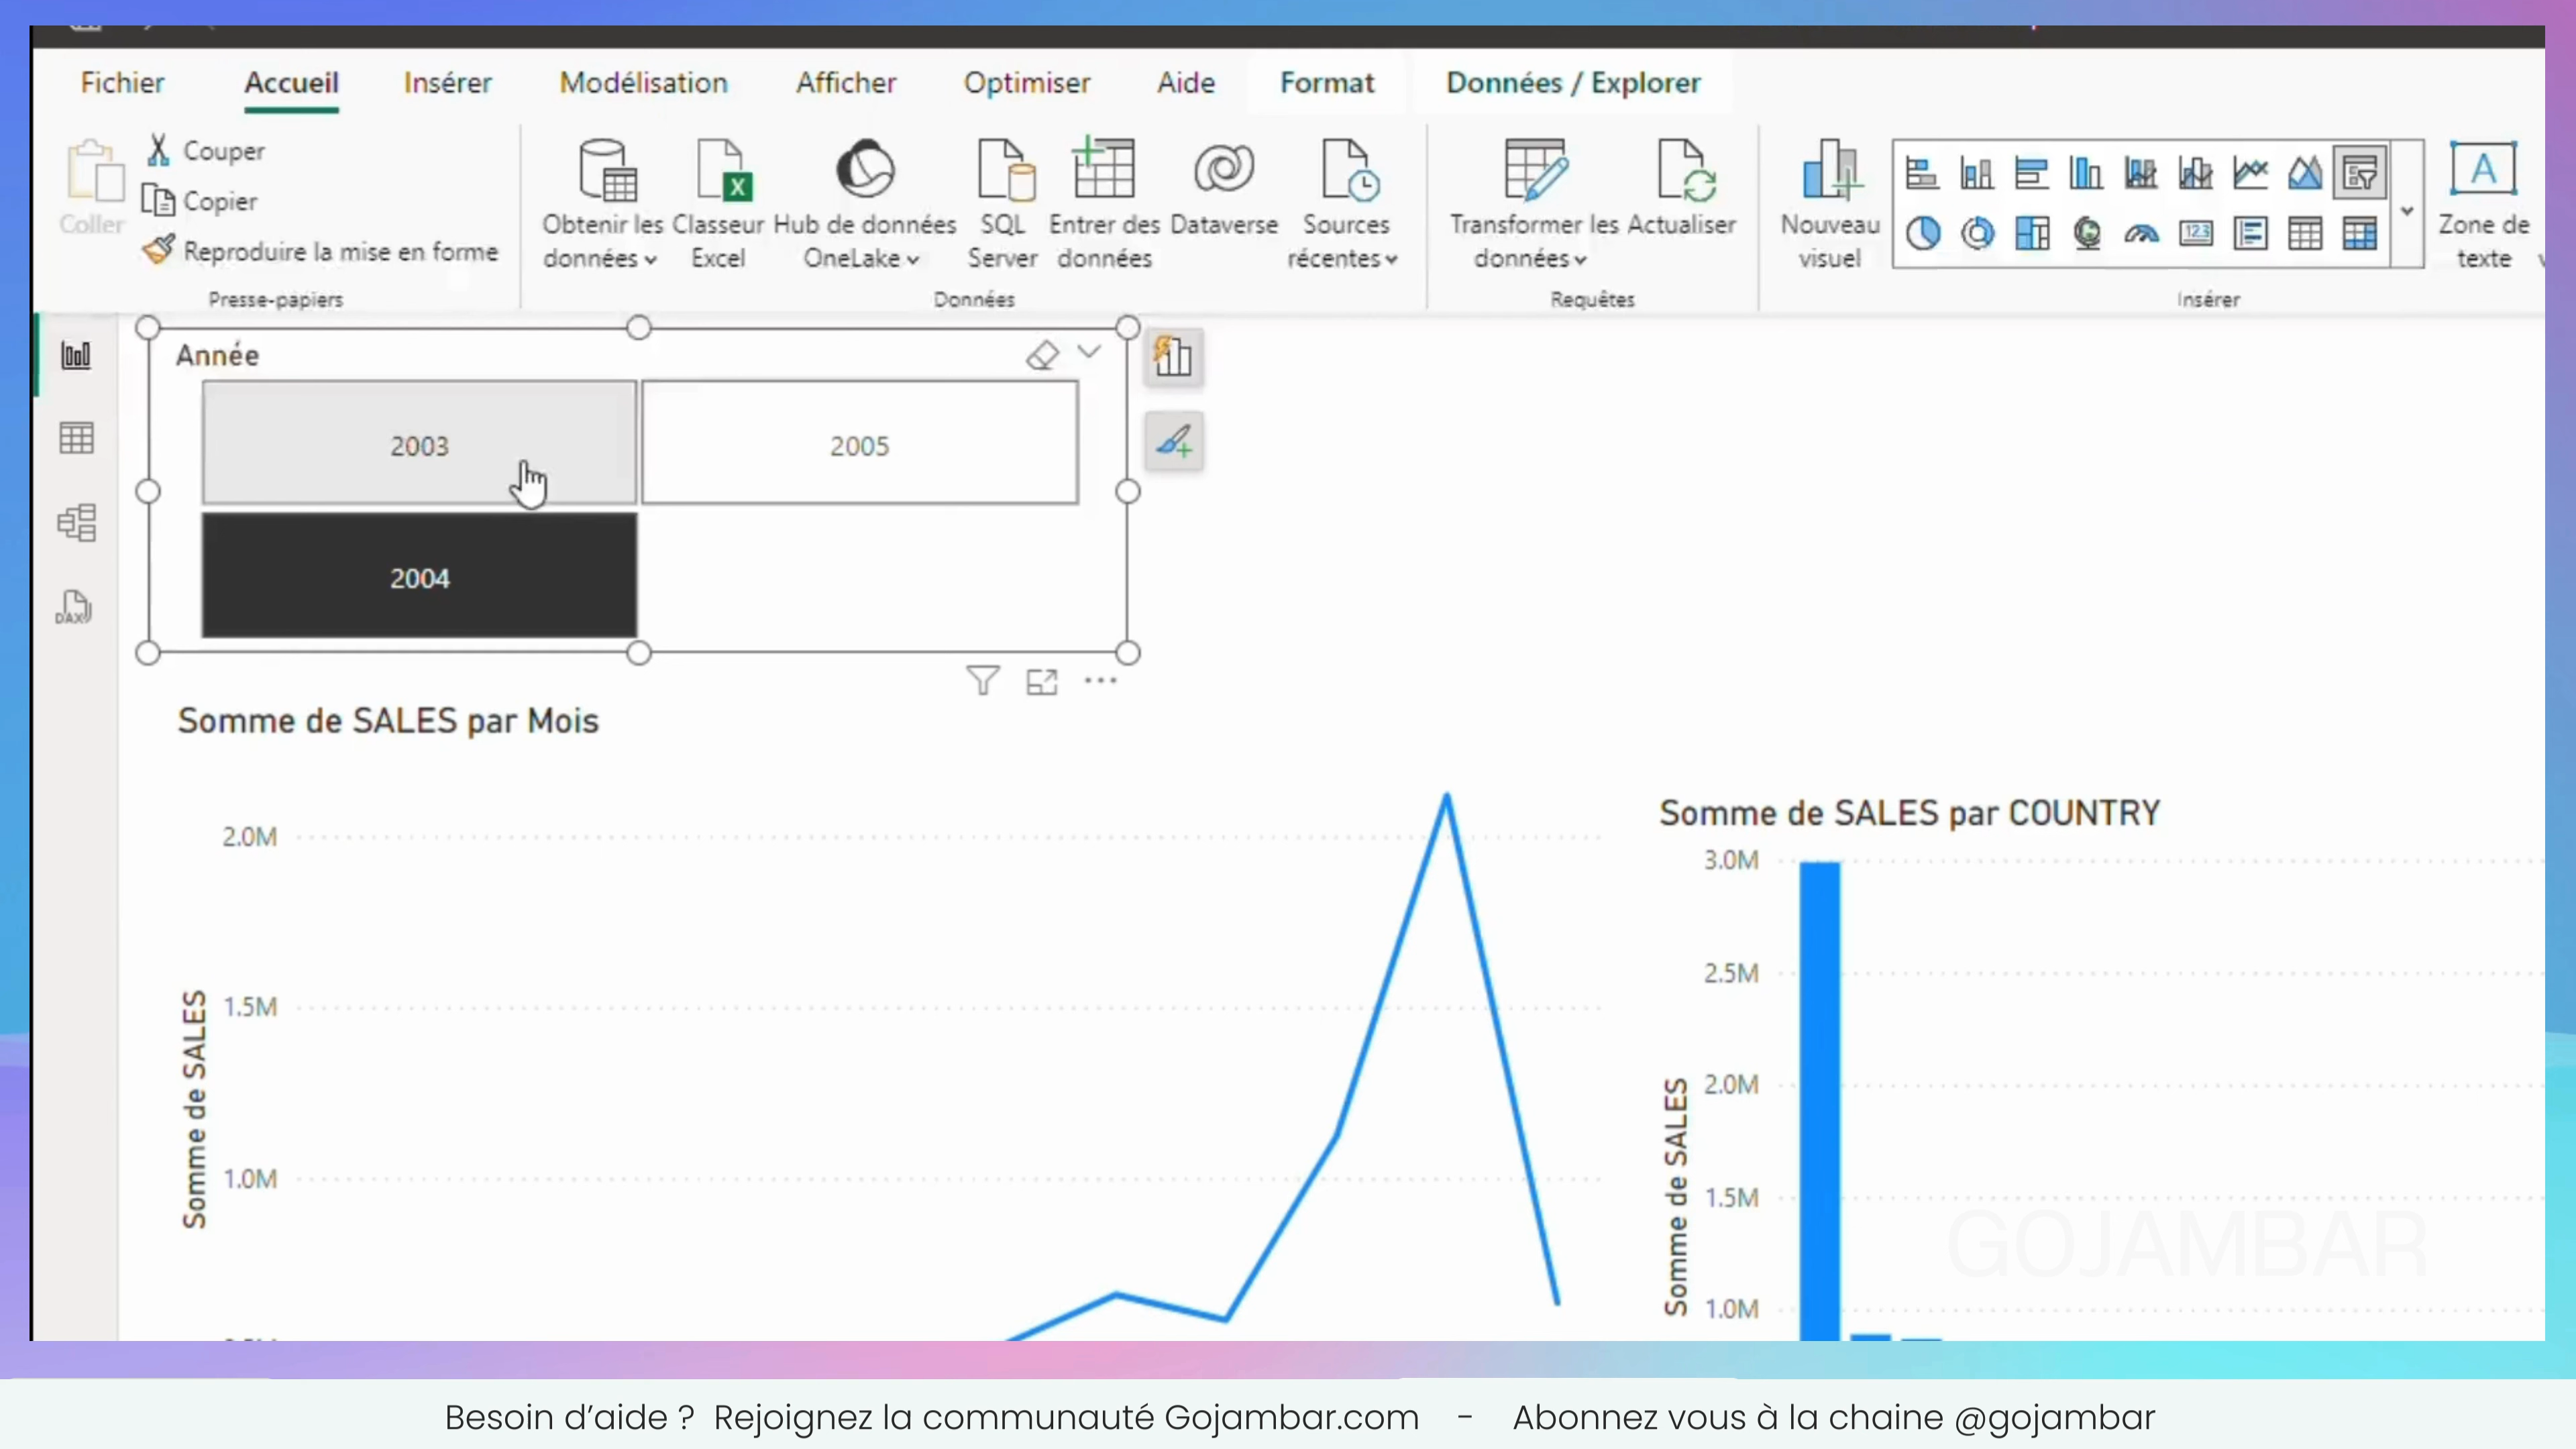 Fichier Accueil Insérer Modélisation Afficher Optimiser Aide Format Données / Explorer
Coller
Couper
Copier
Reproduire la mise en forme
Presse-papiers
Obtenir les données
Classeur Excel
Hub de données OneLake
SQL Server
Entrer des données
Dataverse
Sources récentes
Données
Transformer les données
Actualiser
Requêtes
Nouveau visuel
123
A
Zone de texte
Insérer
DAX
Année
2003
2005
2004
Somme de SALES par Mois
Somme de SALES
2.0M
1.5M
1.0M
Somme de SALES par COUNTRY
Somme de SALES
3.0M
2.5M
2.0M
1.5M
1.0M
GOJAMBAR
Besoin d'aide ? Rejoignez la communauté Gojambar.com - Abonnez vous à la chaine @gojambar